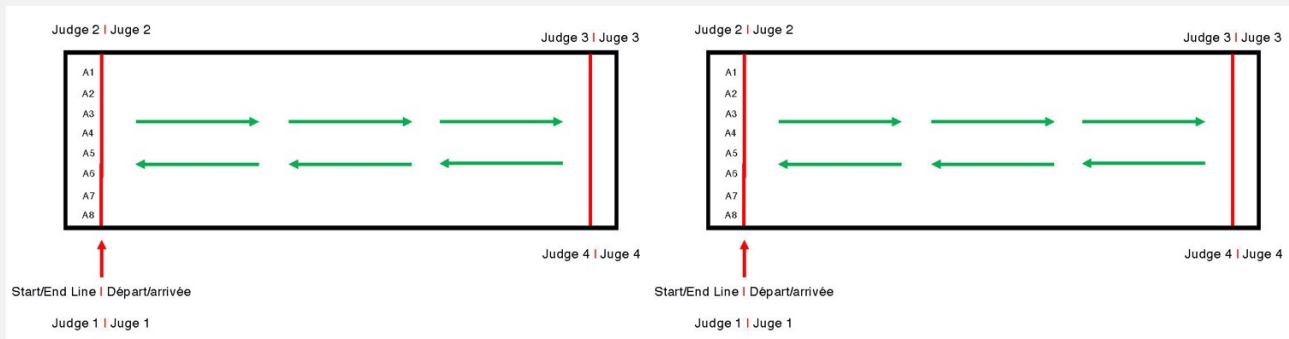 Judge 2 | Juge 2
Judge 3 | Juge 3
A1
A2
A3
A4
A5
A6
A7
A8
Judge 4 | Juge 4
Start/End Line | Départ/arrivée
Judge 1 | Juge 1
Judge 2 | Juge 2
Judge 3 | Juge 3
A1
A2
A3
A4
A5
A6
A7
A8
Judge 4 | Juge 4
Start/End Line | Départ/arrivée
Judge 1 | Juge 1